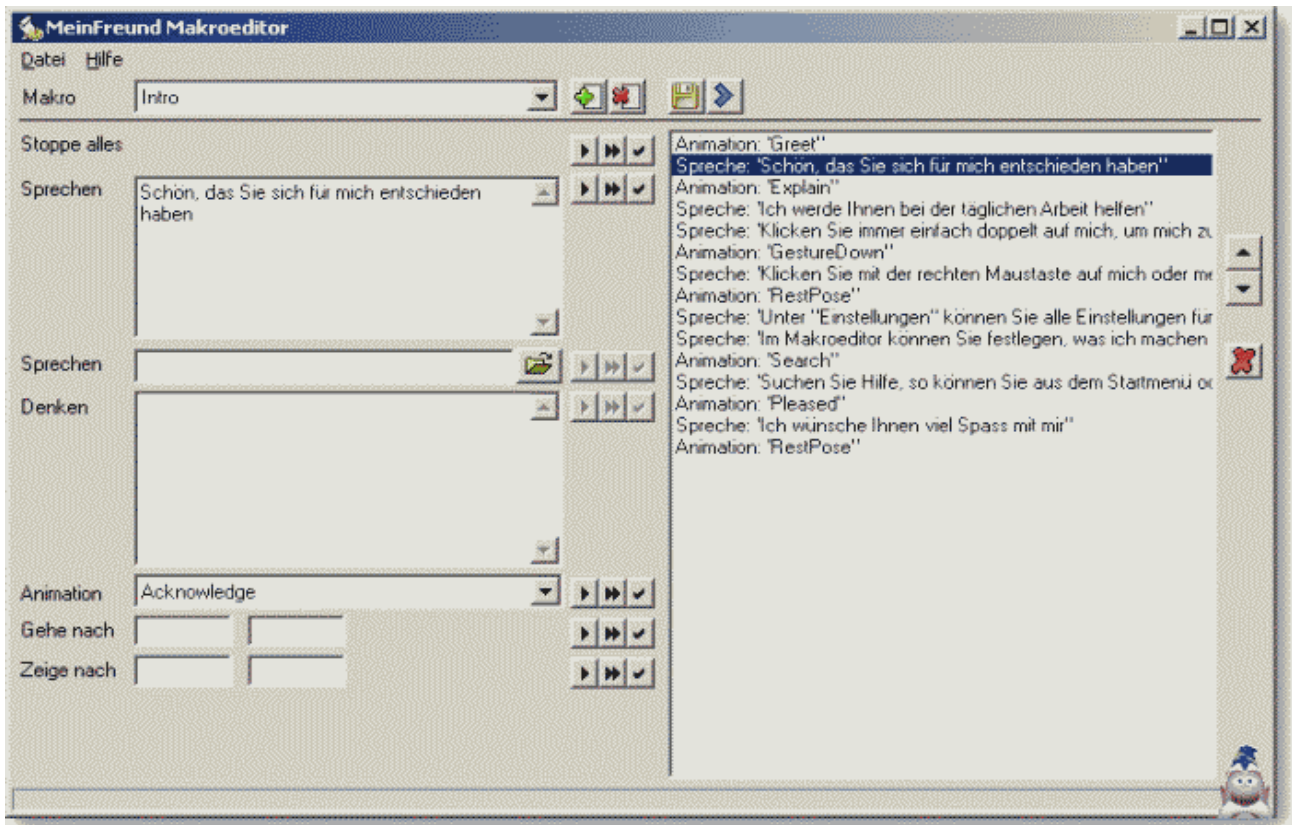 MeinFreund Makroeditor
Datei Hilfe
Makro Intro
Stoppe alles
Sprechen Schön, das Sie sich für mich entschieden
haben
Sprechen
Denken
Animation Acknowledge
Gehe nach
Zeige nach
Animation: "Greet"
Spreche: "Schön, das Sie sich für mich entschieden haben"
Animation: "Explain"
Spreche: "Ich werde Ihnen bei der täglichen Arbeit helfen"
Spreche: "Klicken Sie immer einfach doppelt auf mich, um mich zu
Animation: "GestureDown"
Spreche: "Klicken Sie mit der rechten Maustaste auf mich oder me
Animation: "RestPose"
Spreche: "Unter "Einstellungen" können Sie alle Einstellungen für
Spreche: "Im Makroeditor können Sie festlegen, was ich machen
Animation: "Search"
Spreche: "Suchen Sie Hilfe, so können Sie aus dem Startmenü
Animation: "Pleased"
Spreche: "Ich wünsche Ihnen viel Spass mit mir"
Animation: "RestPose"